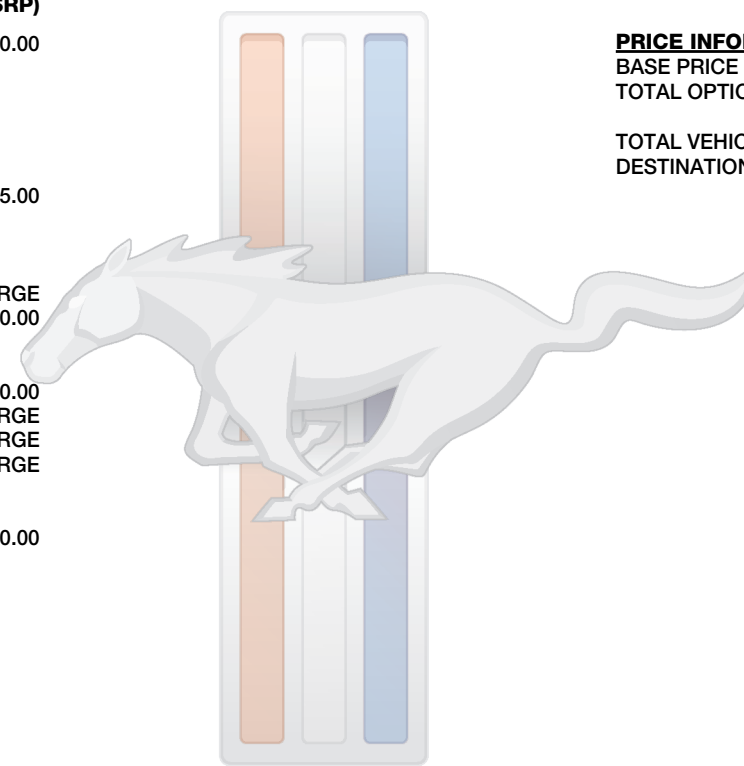 SRP)
0.00
5.00
RGE
0.00
0.00
RGE
RGE
RGE
0.00
PRICE INFO
BASE PRICE
TOTAL OPTIO
TOTAL VEHIC
DESTINATION